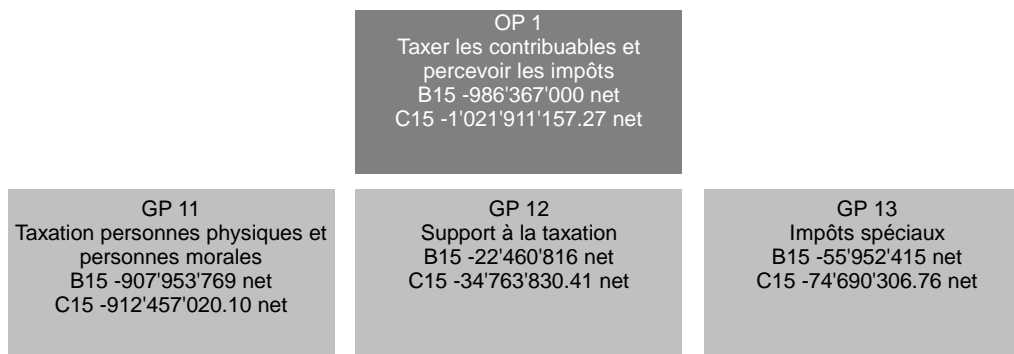 OP 1
Taxer les contribuables et
percevoir les impôts
B15 -986'367'000 net
C15 -1'021'911'157.27 net
GP 11
Taxation personnes physiques et
personnes morales
B15 -907'953'769 net
C15 -912'457'020.10 net
GP 12
Support à la taxation
B15 -22'460'816 net
C15 -34'763'830.41 net
GP 13
Impôts spéciaux
B15 -55'952'415 net
C15 -74'690'306.76 net